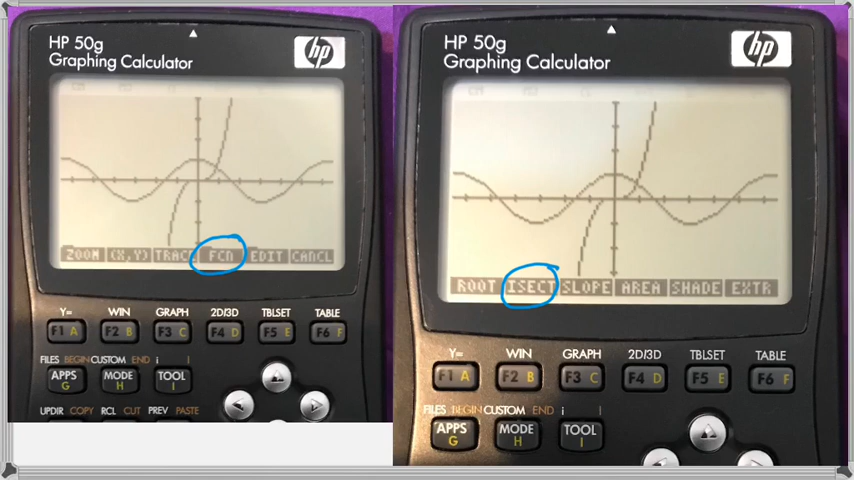 HP 50g
Graphing Calculator
hp
ZOOM (X,Y) TRAC FCN EDIT CANCL
Y= WIN GRAPH 2D/3D TBLSET TABLE
F1 A F2 B F3 C F4 D F5 E F6 F
FILES BEGIN CUSTOM END i |
APPS MODE TOOL
G H I
UPDIR COPY RCL CUT PREV PASTE
HP 50g
Graphing Calculator
hp
ROOT ISECT SLOPE AREA SHADE EXTR
Y= WIN GRAPH 2D/3D TBLSET TABLE
F1 A F2 B F3 C F4 D F5 E F6 F
FILES BEGIN CUSTOM END i |
APPS MODE TOOL
G H I